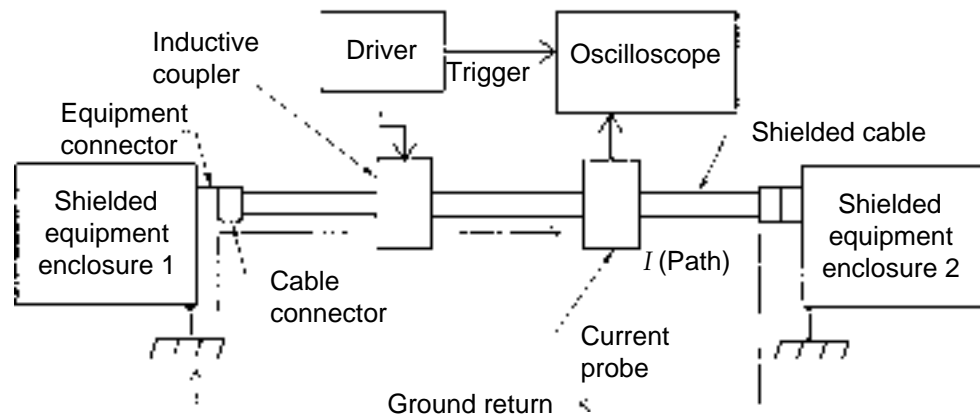 Inductive
coupler
Driver
Trigger
Oscilloscope
Equipment
connector
Shielded cable
Shielded
equipment
enclosure 1
Shielded
equipment
enclosure 2
I (Path)
Cable
connector
Current
probe
Ground return